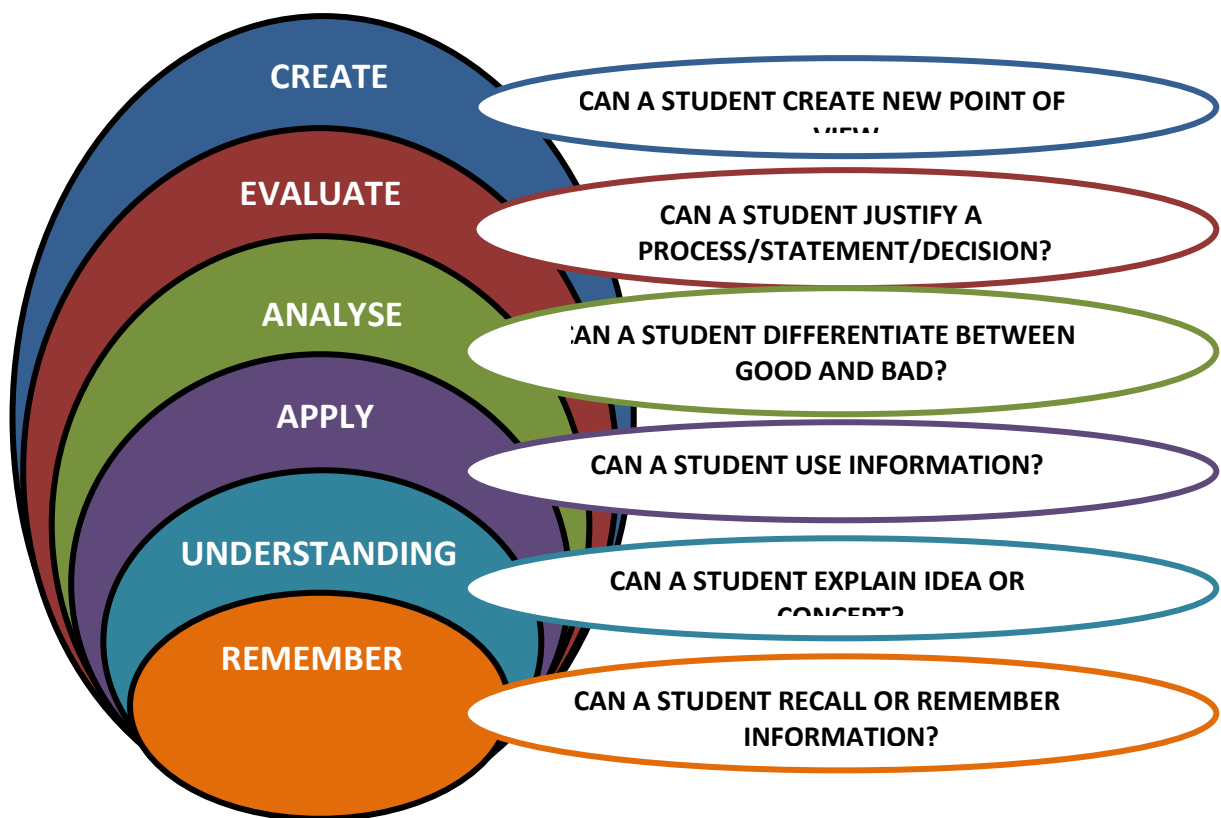 CREATE
CAN A STUDENT CREATE NEW POINT OF
VIEW
EVALUATE
CAN A STUDENT JUSTIFY A
PROCESS/STATEMENT/DECISION?
ANALYSE
CAN A STUDENT DIFFERENTIATE BETWEEN
GOOD AND BAD?
APPLY
CAN A STUDENT USE INFORMATION?
UNDERSTANDING
CAN A STUDENT EXPLAIN IDEA OR
CONCEPT?
REMEMBER
CAN A STUDENT RECALL OR REMEMBER
INFORMATION?